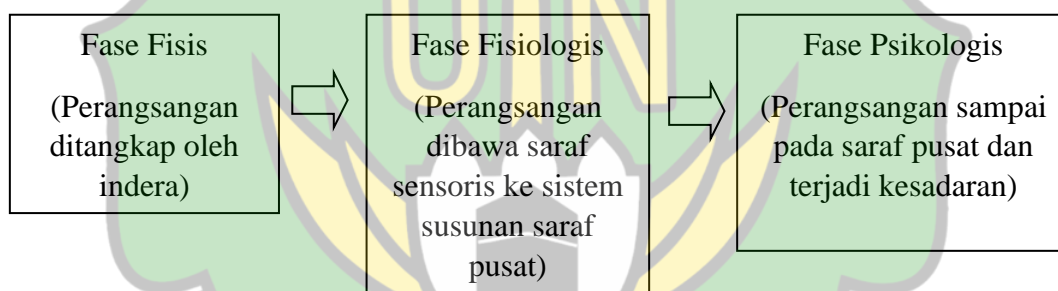 Fase Fisis
(Perangsangan
ditangkap oleh
indera)
Fase Fisiologis
(Perangsangan
dibawa saraf
sensoris ke sistem
susunan saraf
pusat)
Fase Psikologis
(Perangsangan sampai
pada saraf pusat dan
terjadi kesadaran)
UIN